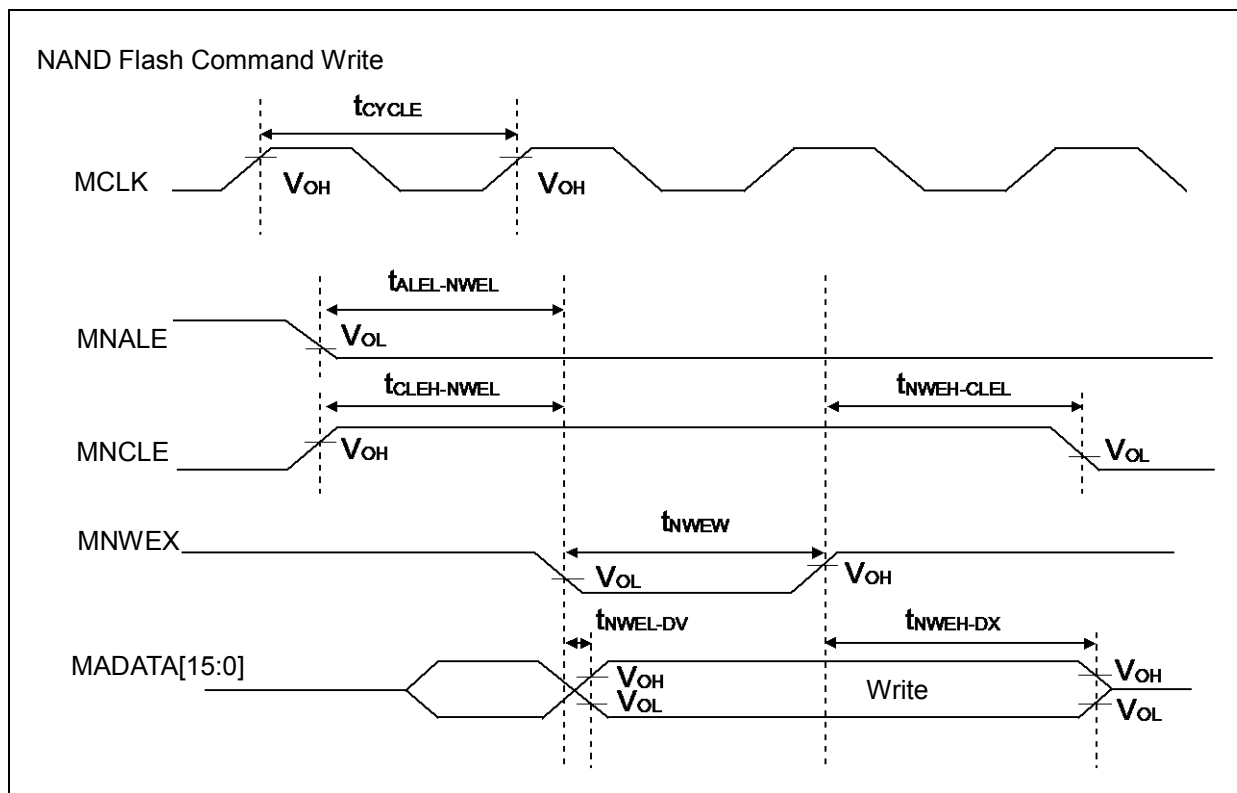 NAND Flash Command Write
tCYCLE
MCLK
VOH
VOH
tALEL-NWEL
MNALE
VOL
tCLEH-NWEL
tNWEH-CLEL
MNCLE
VOH
VOL
tNWEW
MNWEX
VOL
VOH
tNWEL-DV
tNWEH-DX
MADATA[15:0]
VOH
Write
VOH
VOL
VOL